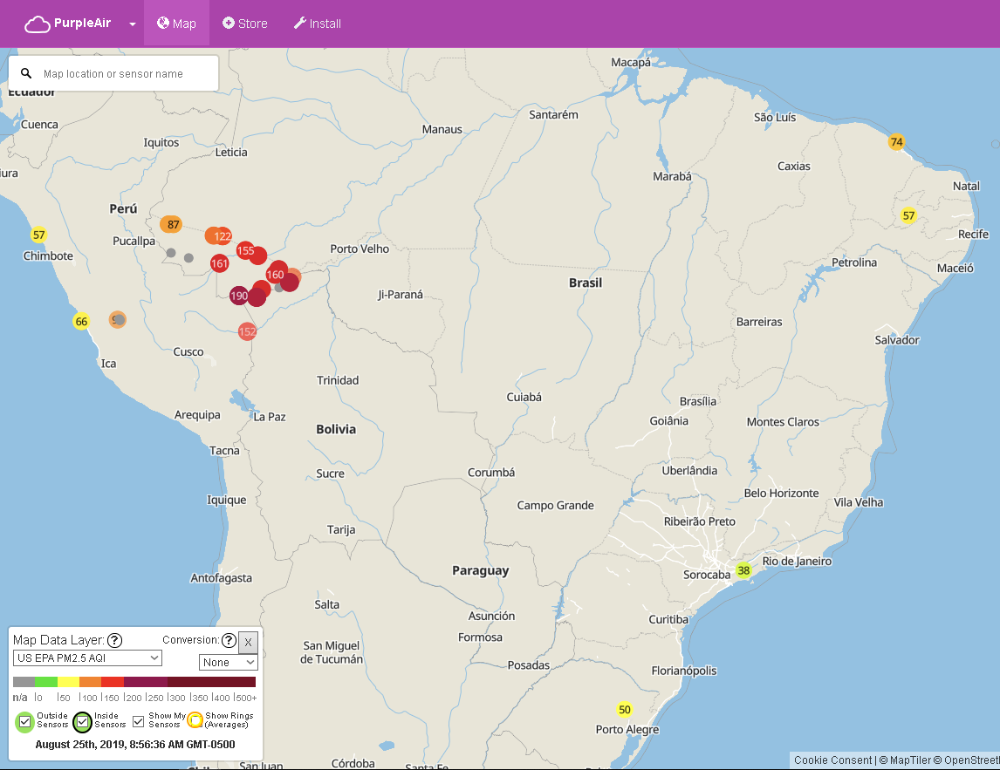 PurpleAir
Map
Store
Install
Map location or sensor name
Ecuador
Macapá
Cuenca
Iquitos
Leticia
Manaus
Santarém
São Luís
74
Caxias
Marabá
Natal
Perú
87
57
57
Pucallpa
122
Chimbote
155
Porto Velho
Recife
161
160
Petrolina
Maceió
Brasil
190
Ji-Paraná
66
Barreiras
152
Salvador
Cusco
Ica
Trinidad
Cuiabá
Brasília
Arequipa
La Paz
Goiânia
Montes Claros
Bolivia
Tacna
Sucre
Corumbá
Uberlândia
Iquique
Campo Grande
Belo Horizonte
Vila Velha
Tarija
Ribeirão Preto
Antofagasta
Paraguay
Sorocaba
38
Rio de Janeiro
Salta
Asunción
Curitiba
Formosa
San Miguel
de Tucumán
Posadas
Florianópolis
50
Porto Alegre
Map Data Layer: ?
Conversion: ?
X
US EPA PM2.5 AQI
None
n/a |0 |50 |100 |150 |200 |250 |300 |350 |400 |500+
Outside
Sensors
Inside
Sensors
Show My
Sensors
Show Rings
(Averages)
August 25th, 2019, 8:56:36 AM GMT-0500
San Juan
Córdoba
Santa Fe
Cookie Consent | © MapTiler © OpenStreet